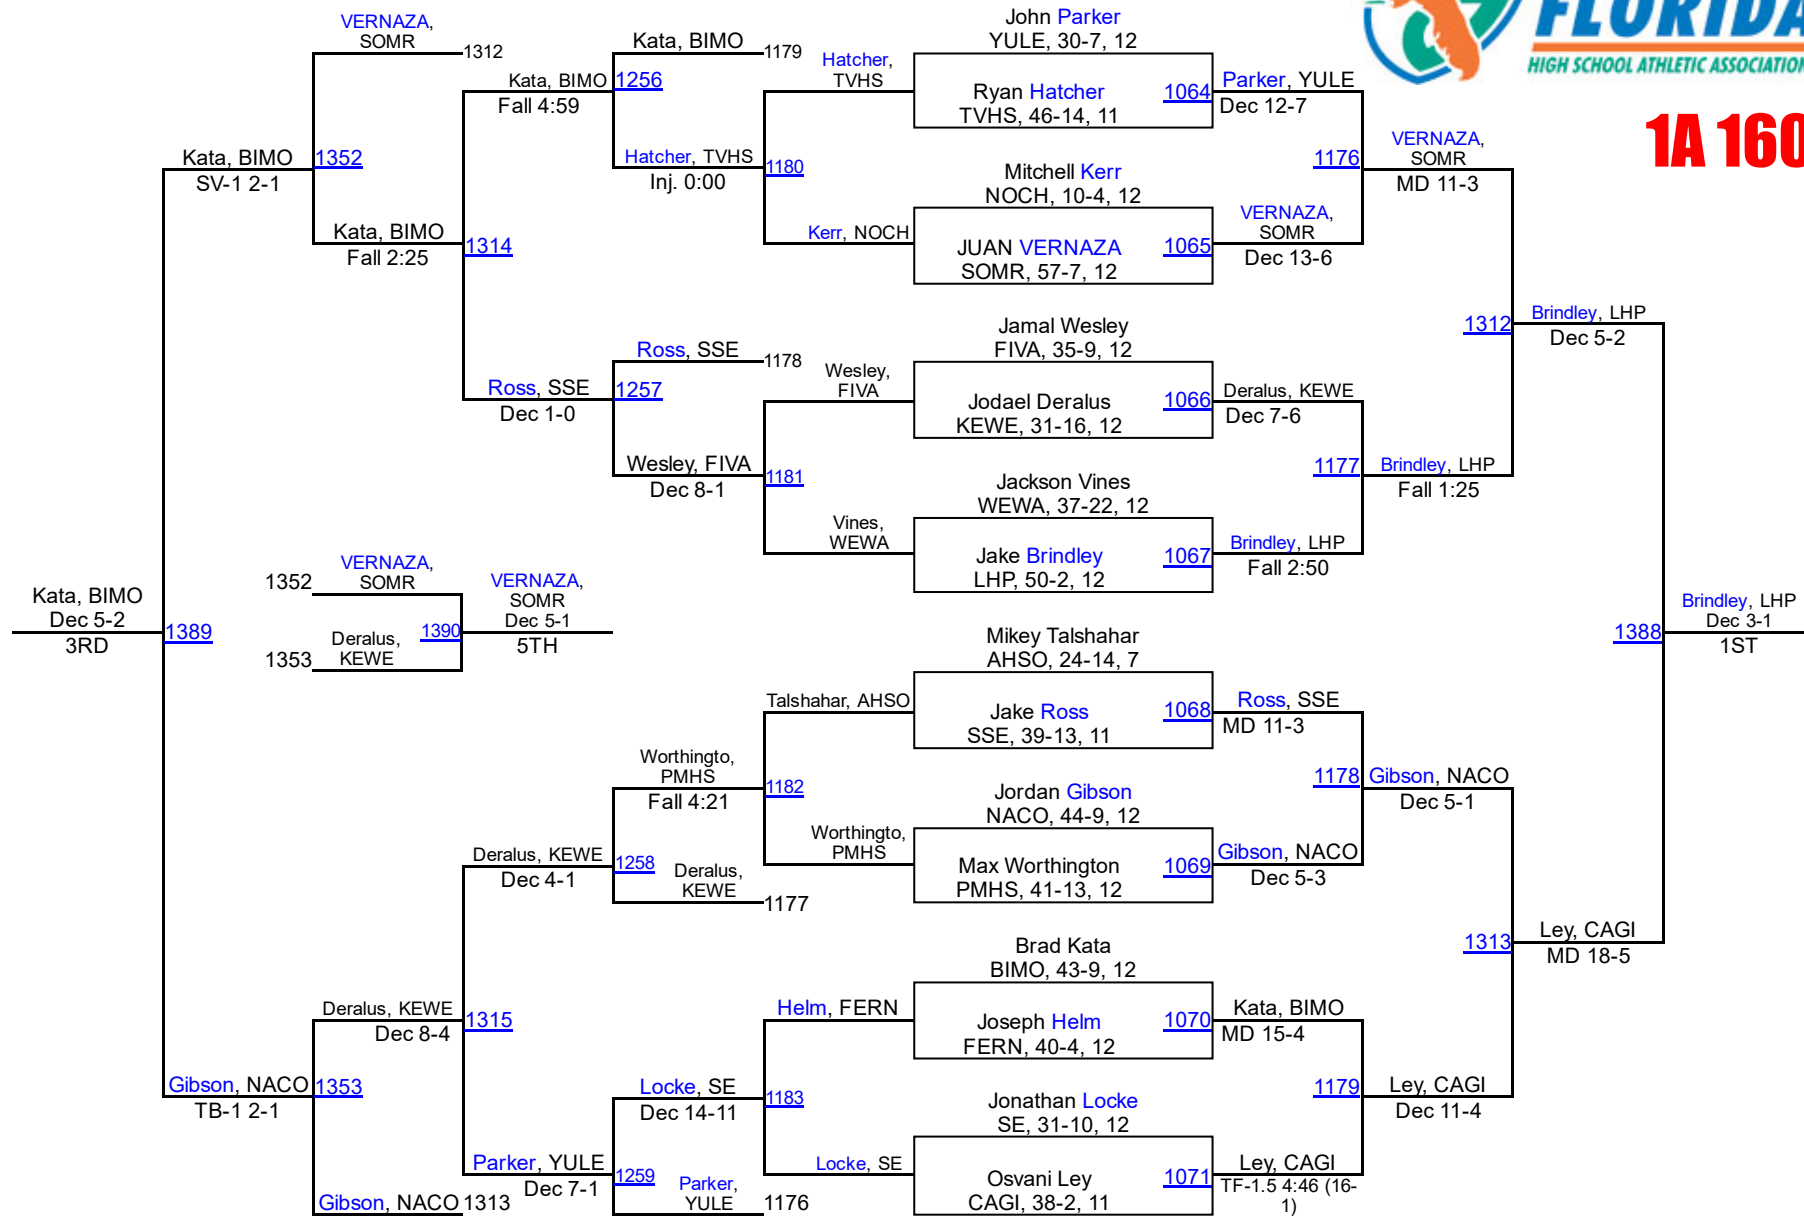 FLORIDA
HIGH SCHOOL ATHLETIC ASSOCIATION
1A 160
VERNAZA,
SOMR
1312
Kata, BIMO
1179
Kata, BIMO
Fall 4:59
1256
Hatcher,
TVHS
John Parker
YULE, 30-7, 12
Ryan Hatcher
TVHS, 46-14, 11
1064
Parker, YULE
Dec 12-7
Kata, BIMO
SV-1 2-1
1352
Hatcher, TVHS
Inj. 0:00
1180
Mitchell Kerr
NOCH, 10-4, 12
1176
VERNAZA,
SOMR
MD 11-3
Kata, BIMO
Fall 2:25
1314
Kerr, NOCH
JUAN VERNAZA
SOMR, 57-7, 12
1065
VERNAZA,
SOMR
Dec 13-6
Jamal Wesley
FIVA, 35-9, 12
1312
Brindley, LHP
Dec 5-2
Ross, SSE
1178
Ross, SSE
Dec 1-0
1257
Wesley,
FIVA
Jodael Deralus
KEWE, 31-16, 12
1066
Deralus, KEWE
Dec 7-6
Wesley, FIVA
Dec 8-1
1181
Jackson Vines
WEWA, 37-22, 12
1177
Brindley, LHP
Fall 1:25
Vines,
WEWA
Jake Brindley
LHP, 50-2, 12
1067
Brindley, LHP
Fall 2:50
1352
VERNAZA,
SOMR
VERNAZA,
SOMR
Dec 5-1
5TH
1390
1353
Deralus,
KEWE
Kata, BIMO
Dec 5-2
3RD
1389
1388
Brindley, LHP
Dec 3-1
1ST
Mikey Talshahar
AHSO, 24-14, 7
Talshahar, AHSO
Jake Ross
SSE, 39-13, 11
1068
Ross, SSE
MD 11-3
Worthingto,
PMHS
Fall 4:21
1182
Jordan Gibson
NACO, 44-9, 12
1178
Gibson, NACO
Dec 5-1
Deralus, KEWE
Dec 4-1
1258
Deralus,
KEWE
1177
Worthingto,
PMHS
Max Worthington
PMHS, 41-13, 12
1069
Gibson, NACO
Dec 5-3
Brad Kata
BIMO, 43-9, 12
1313
Ley, CAGI
MD 18-5
Deralus, KEWE
Dec 8-4
1315
Helm, FERN
Joseph Helm
FERN, 40-4, 12
1070
Kata, BIMO
MD 15-4
Gibson, NACO
TB-1 2-1
1353
Locke, SE
Dec 14-11
1183
Jonathan Locke
SE, 31-10, 12
1179
Ley, CAGI
Dec 11-4
Parker, YULE
Dec 7-1
1259
Parker,
YULE
1176
Locke, SE
Osvani Ley
CAGI, 38-2, 11
1071
Ley, CAGI
TF-1.5 4:46 (16-
1)
Gibson, NACO
1313